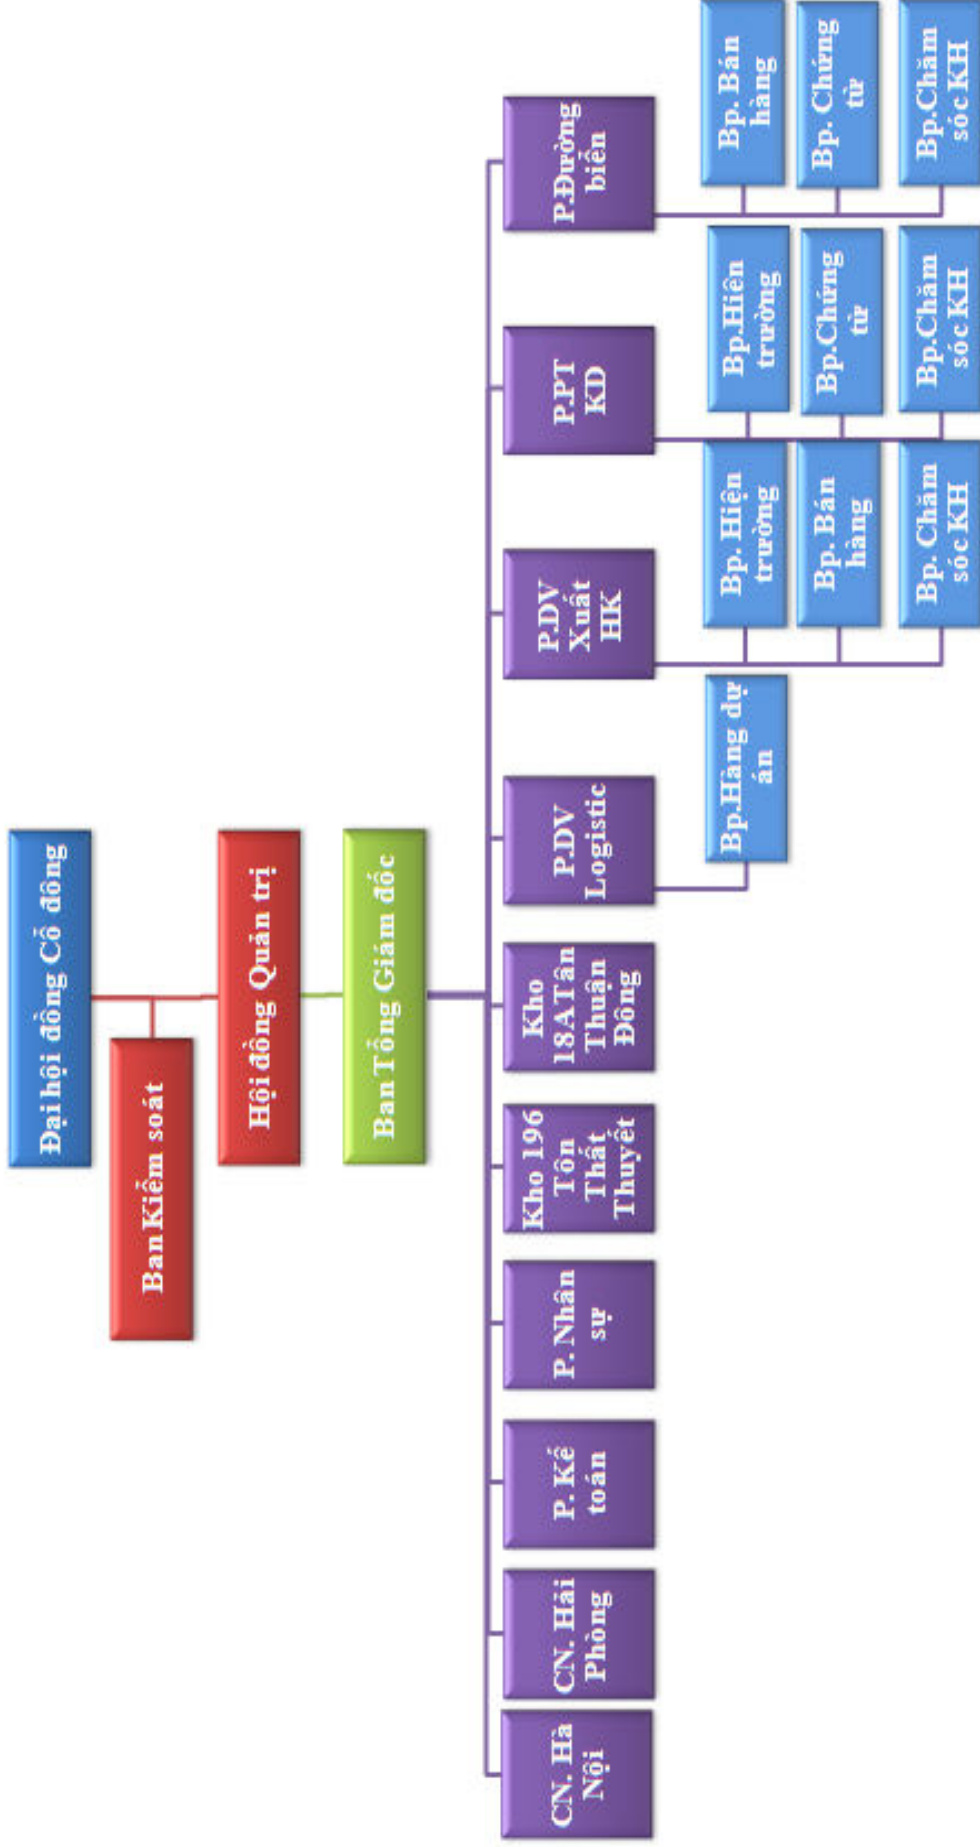 Đại hội đồng Cổ đông
Ban Kiểm soát
Hội đồng Quản trị
Ban Tổng Giám đốc
CN. Hà
Nội
CN. Hải
Phòng
P. Kế
toán
P. Nhân
sự
Kho 196
Tôn
Thất
Thuyết
Kho
18A Tân
Thuận
Đông
P.DV
Logistic
P.DV
Xuất
HK
P.PT
KD
P.Đường
biển
Bp.Hàng dự
án
Bp. Hiện
trường
Bp. Bán
hàng
Bp. Chăm
sóc KH
Bp.Hiên
trường
Bp.Chứng
từ
Bp.Chăm
sóc KH
Bp. Bán
hàng
Bp. Chứng
từ
Bp.Chăm
sóc KH